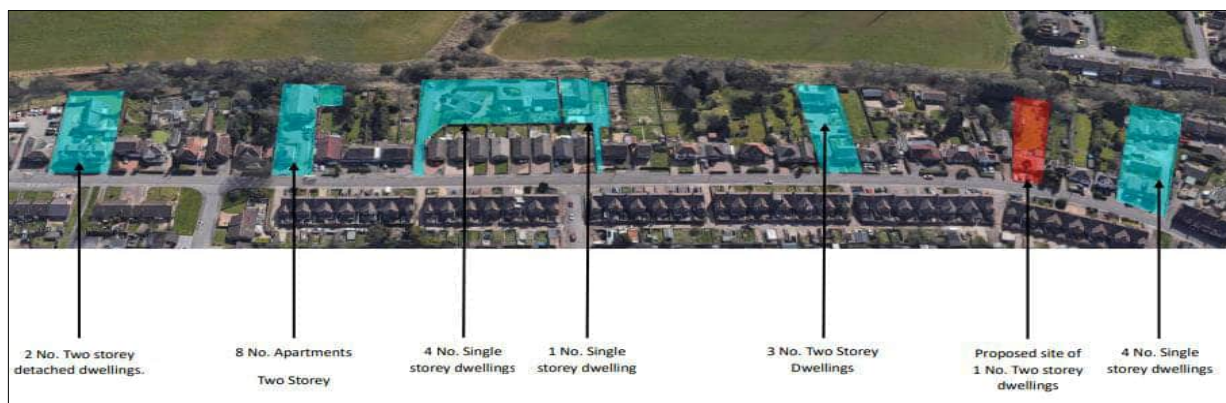 2 No. Two storey
detached dwellings.
8 No. Apartments
Two Storey
4 No. Single
storey dwellings
1 No. Single
storey dwelling
3 No. Two Storey
Dwellings
Proposed site of
1 No. Two storey
dwellings
4 No. Single
storey dwellings